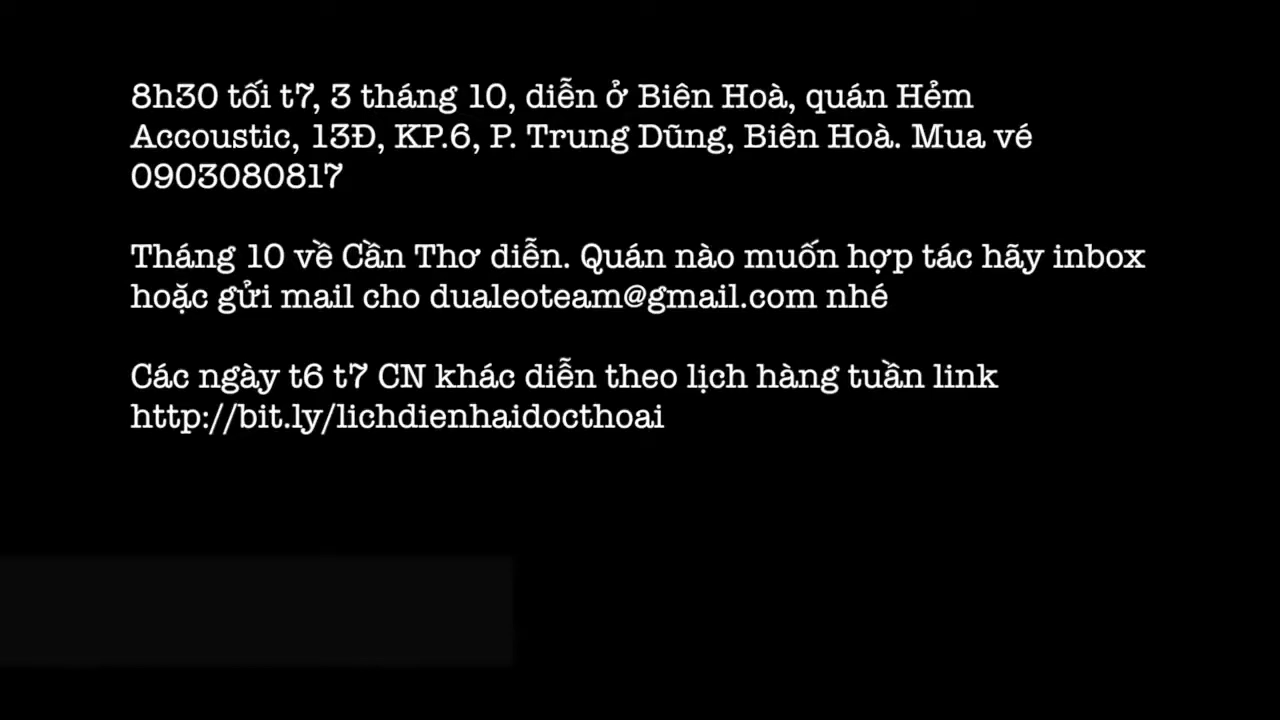 8h30 tối t7, 3 tháng 10, diễn ở Biên Hoà, quán Hẻm
Accoustic, 13Đ, KP.6, P. Trung Dũng, Biên Hoà. Mua vé
0903080817
Tháng 10 về Cần Thơ diễn. Quán nào muốn hợp tác hãy inbox
hoặc gửi mail cho dualeoteam@gmail.com nhé
Các ngày t6 t7 CN khác diễn theo lịch hàng tuần link
http://bit.ly/lichdienhaidocthoai